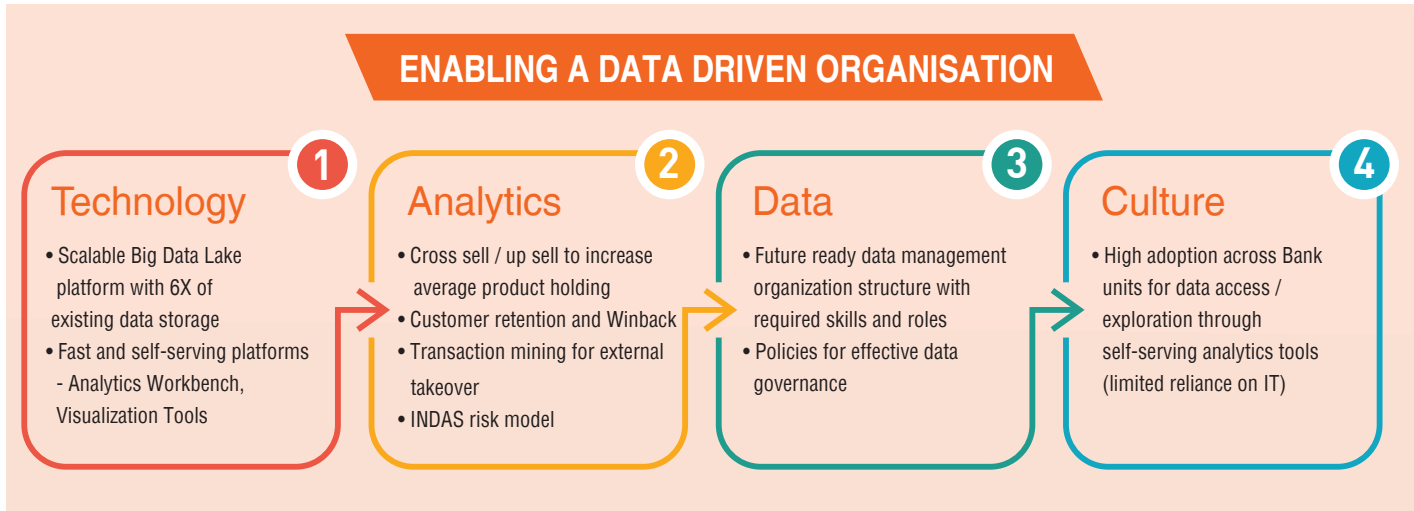 ENABLING A DATA DRIVEN ORGANISATION
1
Technology
• Scalable Big Data Lake
platform with 6X of
existing data storage
• Fast and self-serving platforms
- Analytics Workbench,
Visualization Tools
2
Analytics
• Cross sell / up sell to increase
average product holding
• Customer retention and Winback
• Transaction mining for external
takeover
• INDAS risk model
3
Data
• Future ready data management
organization structure with
required skills and roles
• Policies for effective data
governance
4
Culture
• High adoption across Bank
units for data access /
exploration through
self-serving analytics tools
(limited reliance on IT)